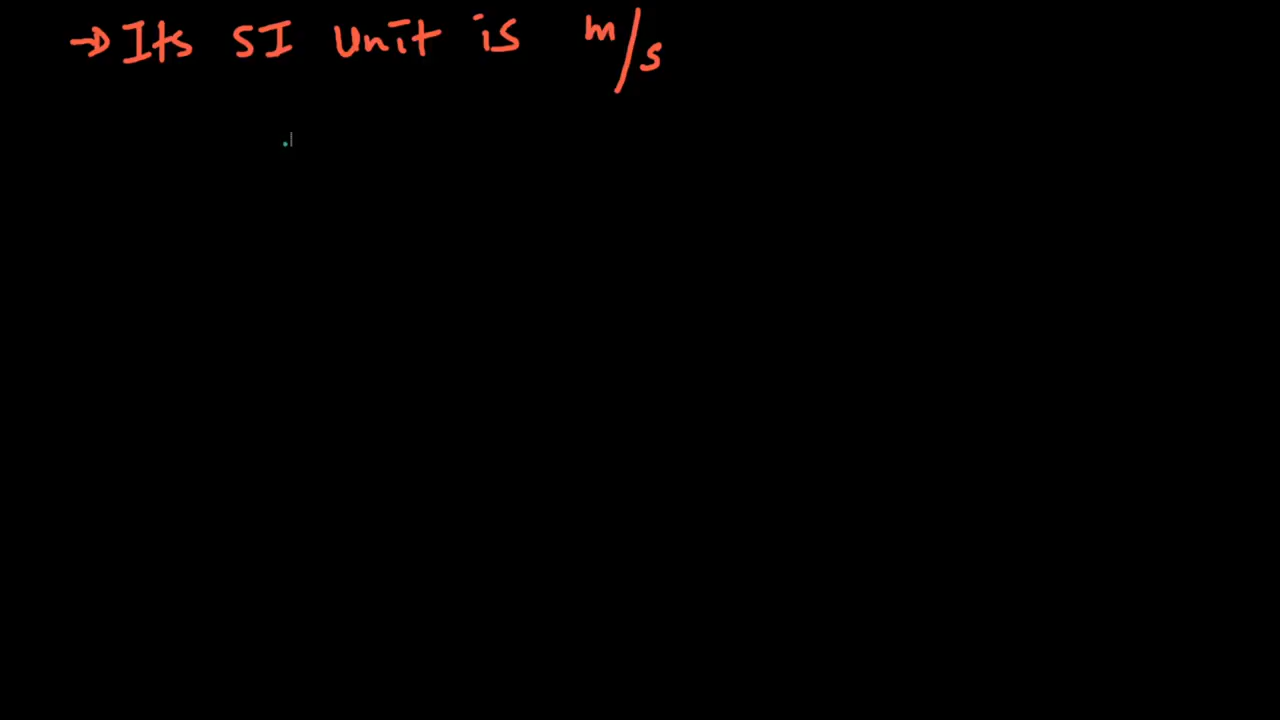 → Its SI unit is m/s